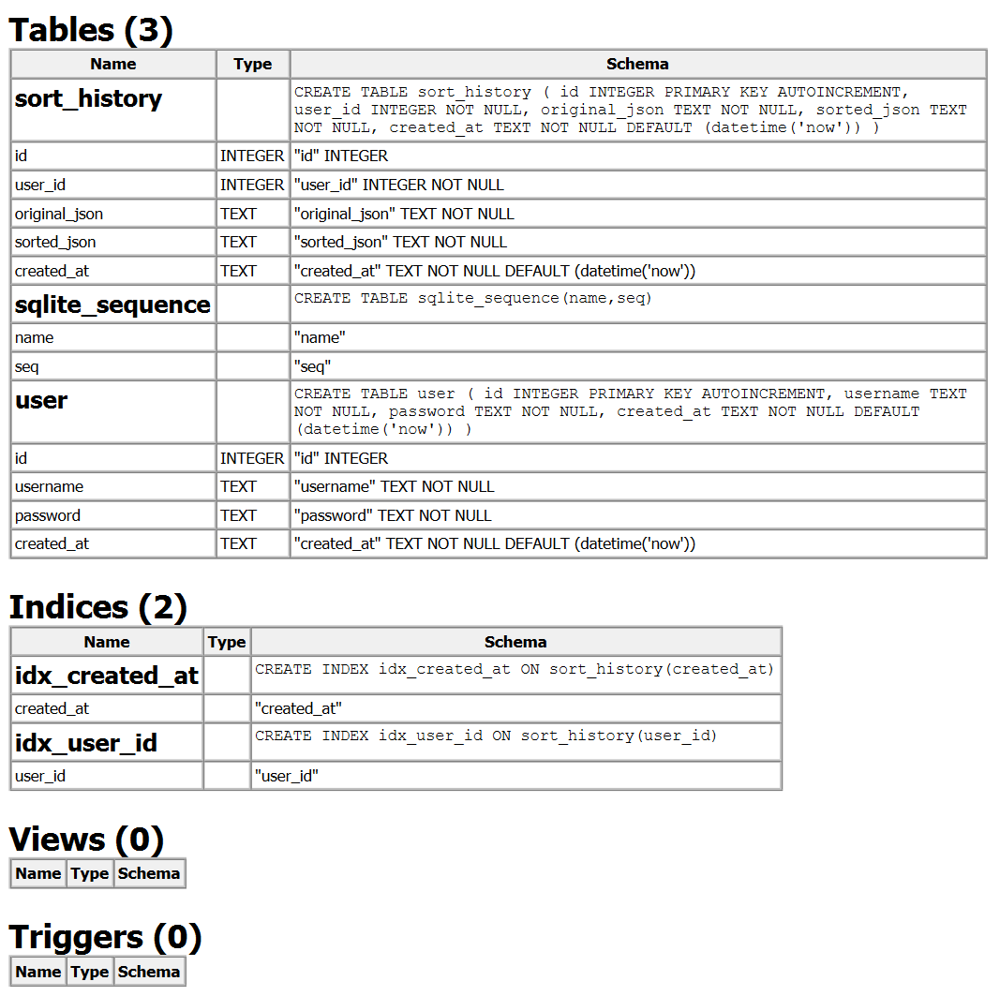 Tables (3)
Name Type Schema
sort_history CREATE TABLE sort_history ( id INTEGER PRIMARY KEY AUTOINCREMENT,
user_id INTEGER NOT NULL, original_json TEXT NOT NULL, sorted_json TEXT
NOT NULL, created_at TEXT NOT NULL DEFAULT (datetime('now')) )
id INTEGER "id" INTEGER
user_id INTEGER "user_id" INTEGER NOT NULL
original_json TEXT "original_json" TEXT NOT NULL
sorted_json TEXT "sorted_json" TEXT NOT NULL
created_at TEXT "created_at" TEXT NOT NULL DEFAULT (datetime('now'))
sqlite_sequence CREATE TABLE sqlite_sequence(name,seq)
name "name"
seq "seq"
user CREATE TABLE user ( id INTEGER PRIMARY KEY AUTOINCREMENT, username TEXT
NOT NULL, password TEXT NOT NULL, created_at TEXT NOT NULL DEFAULT
(datetime('now')) )
id INTEGER "id" INTEGER
username TEXT "username" TEXT NOT NULL
password TEXT "password" TEXT NOT NULL
created_at TEXT "created_at" TEXT NOT NULL DEFAULT (datetime('now'))
Indices (2)
Name Type Schema
idx_created_at CREATE INDEX idx_created_at ON sort_history(created_at)
created_at "created_at"
idx_user_id CREATE INDEX idx_user_id ON sort_history(user_id)
user_id "user_id"
Views (0)
Name Type Schema
Triggers (0)
Name Type Schema